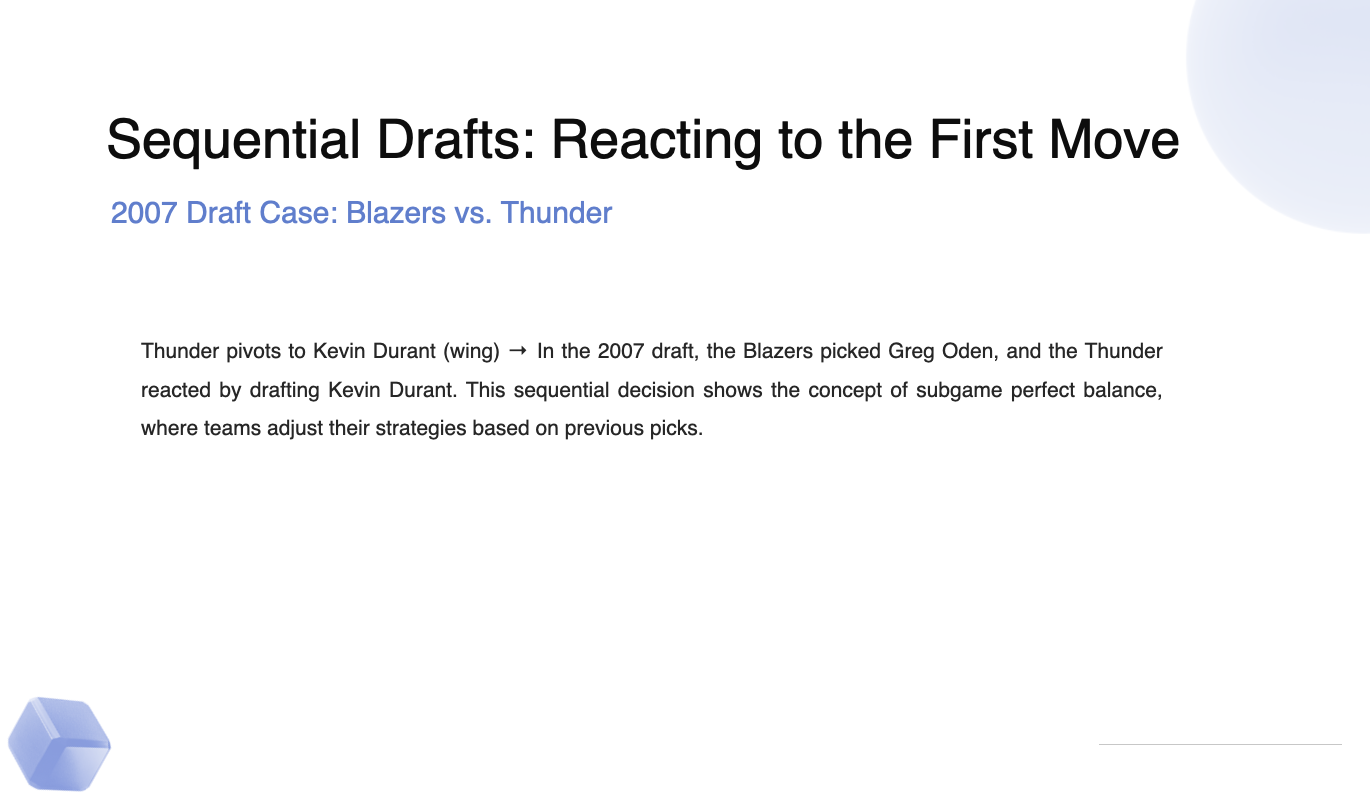 Sequential Drafts: Reacting to the First Move
2007 Draft Case: Blazers vs. Thunder
Thunder pivots to Kevin Durant (wing) → In the 2007 draft, the Blazers picked Greg Oden, and the Thunder
reacted by drafting Kevin Durant. This sequential decision shows the concept of subgame perfect balance,
where teams adjust their strategies based on previous picks.